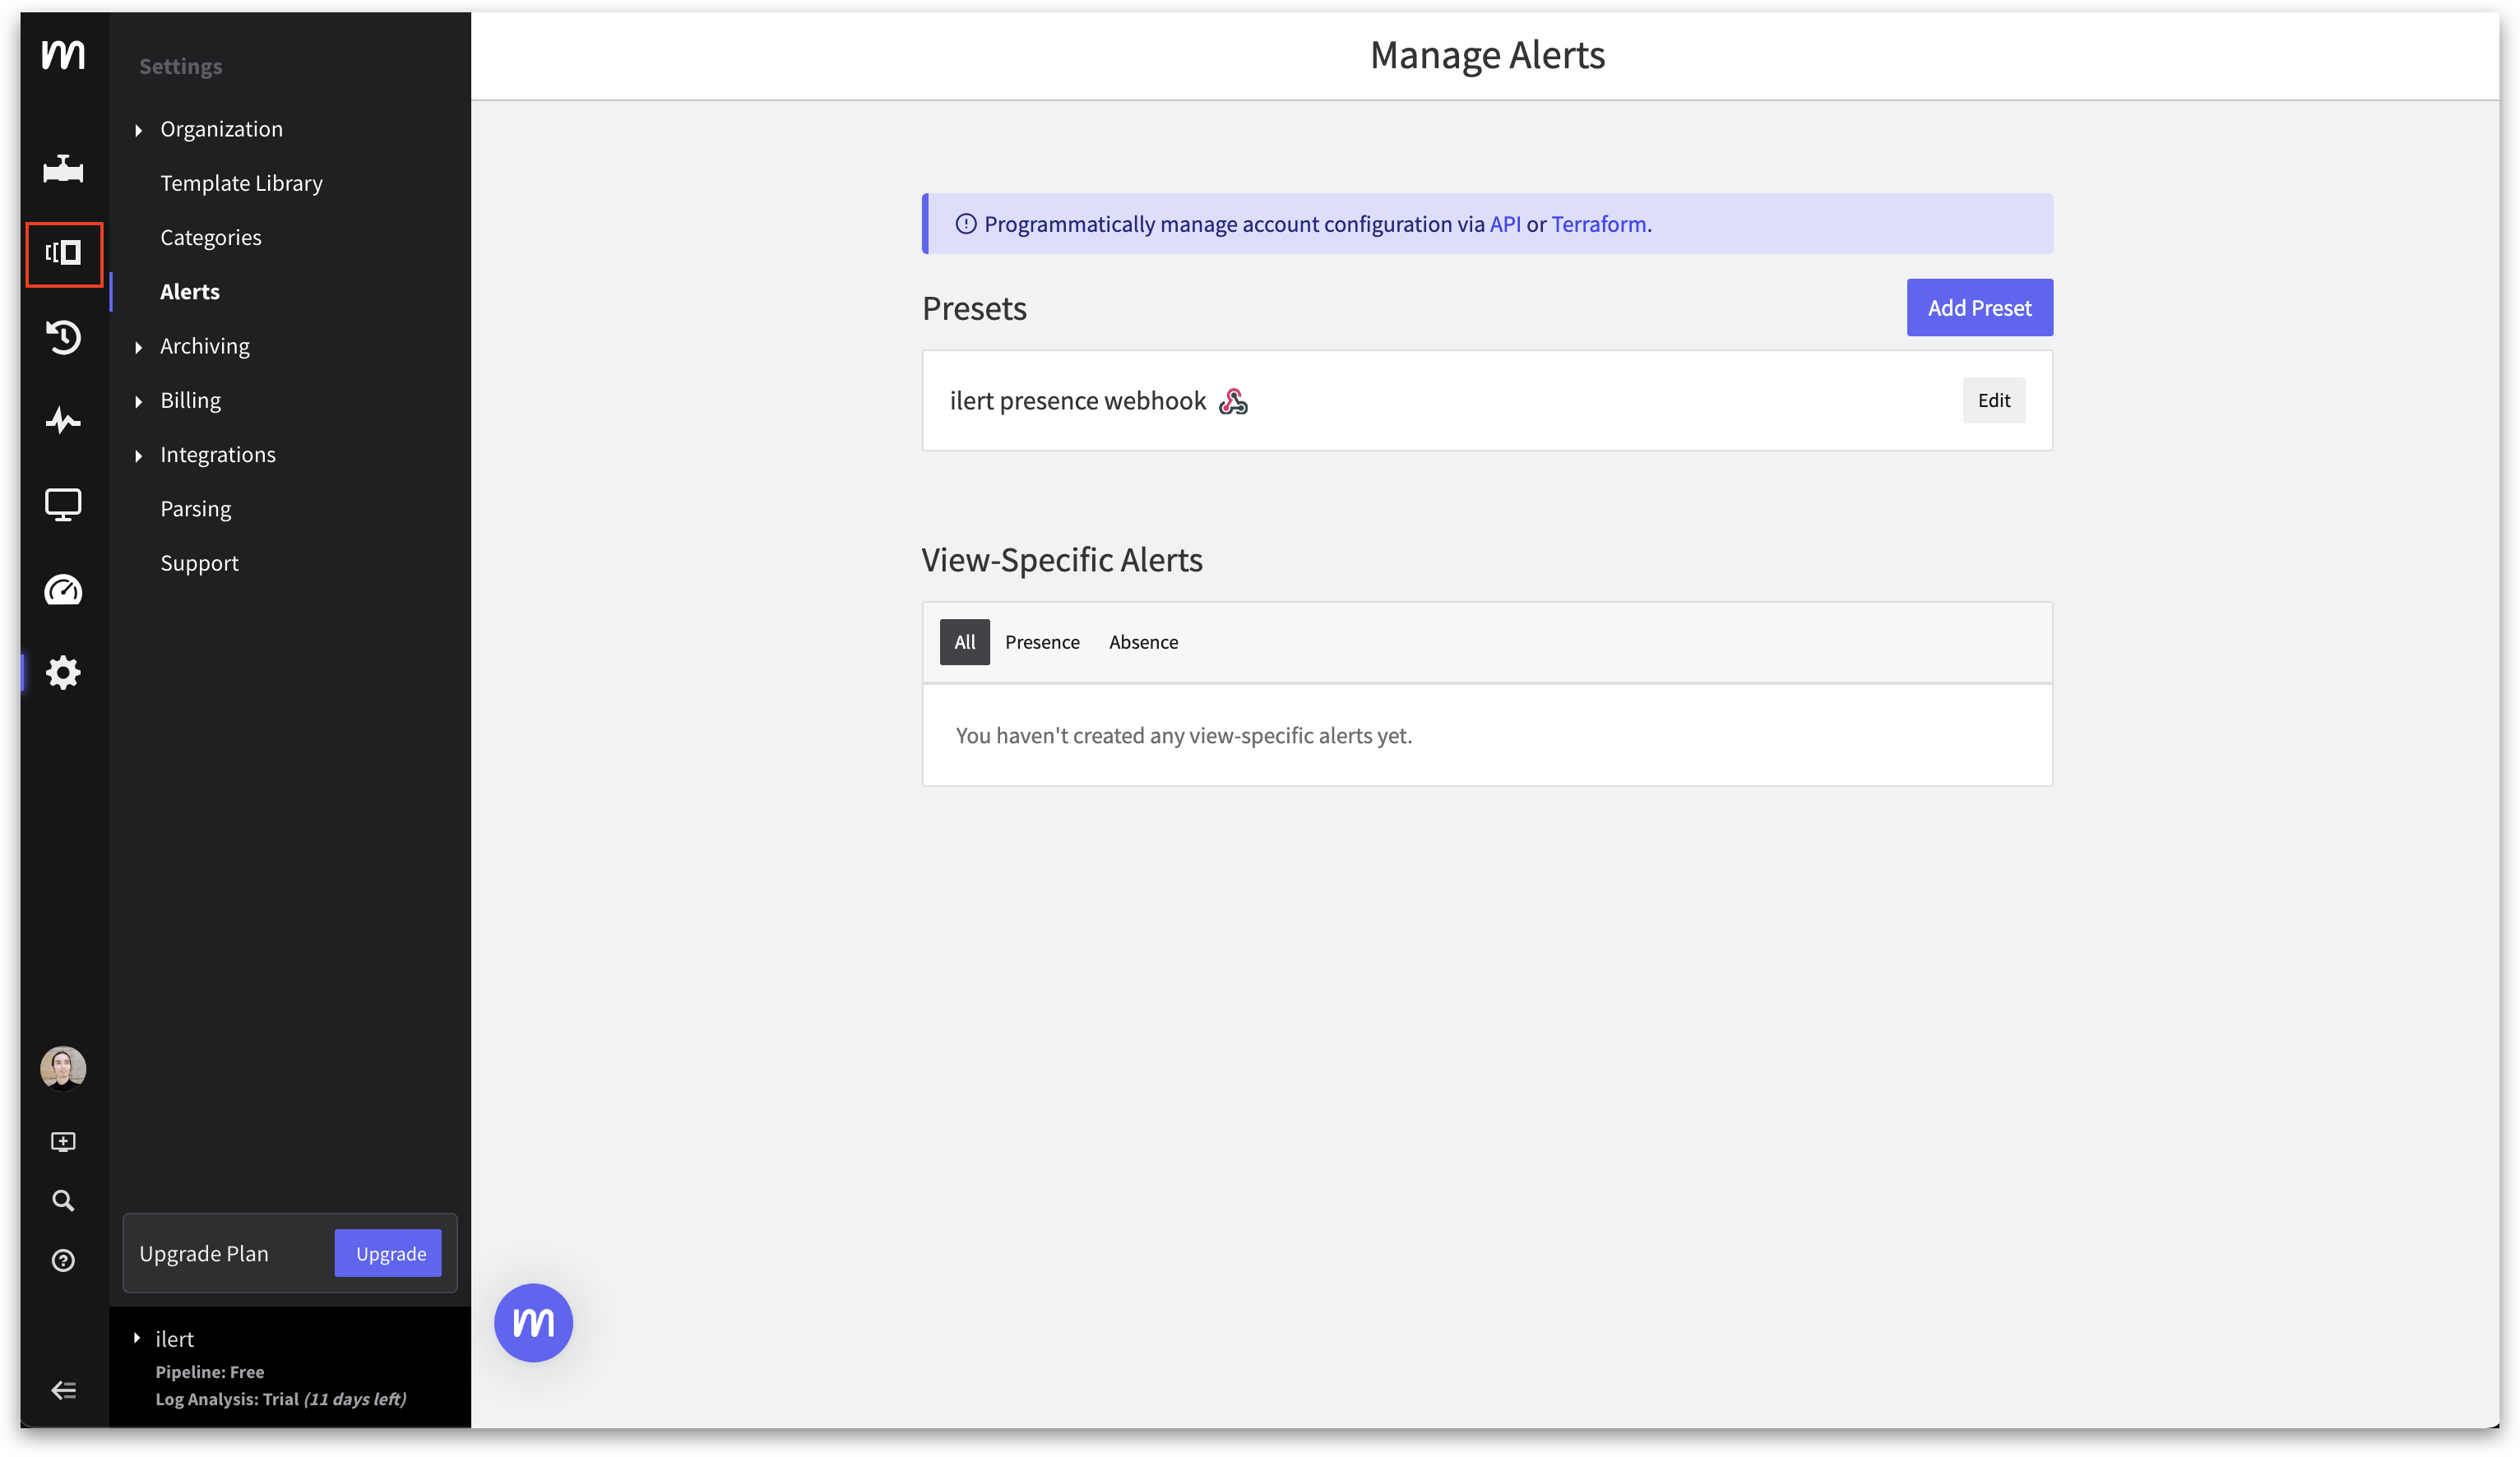 m
Settings
Organization
Template Library
Categories
Alerts
Archiving
Billing
Integrations
Parsing
Support
Upgrade Plan
Upgrade
ilert
Pipeline: Free
Log Analysis: Trial (11 days left)
Manage Alerts
Programmatically manage account configuration via API or Terraform.
Presets
Add Preset
ilert presence webhook
Edit
View-Specific Alerts
All Presence Absence
You haven't created any view-specific alerts yet.
m